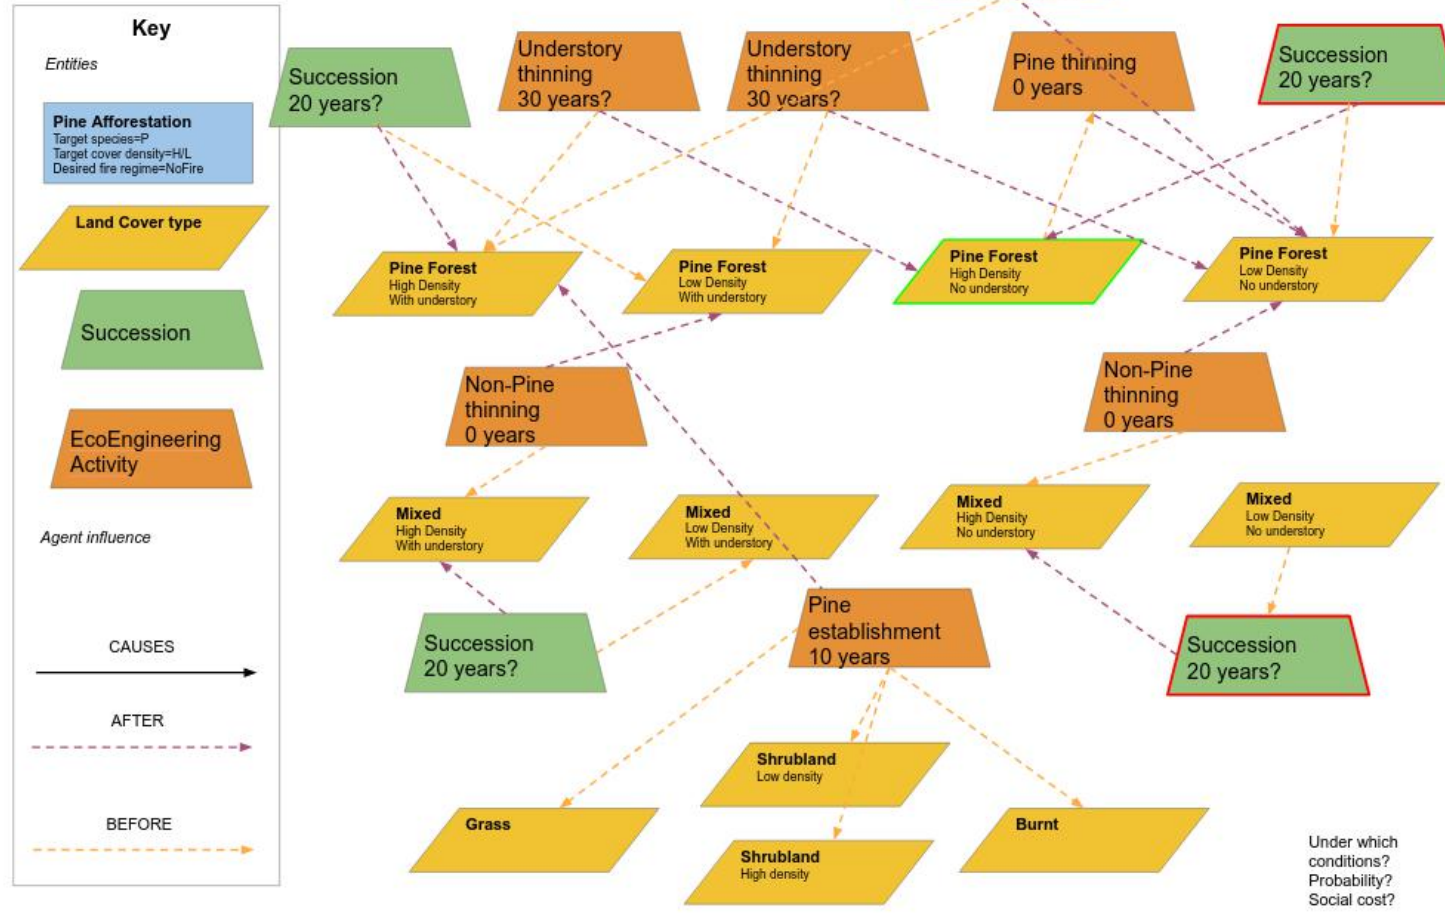 Key
Entities
Pine Afforestation
Target species=P
Target cover density=H/L
Desired fire regime=NoFire
Land Cover type
Succession
EcoEngineering
Activity
Agent influence
CAUSES
AFTER
BEFORE
Succession
20 years?
Understory
thinning
30 years?
Understory
thinning
30 years?
Pine thinning
0 years
Succession
20 years?
Pine Forest
High Density
With understory
Pine Forest
Low Density
With understory
Pine Forest
High Density
No understory
Pine Forest
Low Density
No understory
Non-Pine
thinning
0 years
Non-Pine
thinning
0 years
Mixed
High Density
With understory
Mixed
Low Density
With understory
Mixed
High Density
No understory
Mixed
Low Density
No understory
Succession
20 years?
Pine
establishment
10 years
Succession
20 years?
Shrubland
Low density
Grass
Burnt
Shrubland
High density
Under which
conditions?
Probability?
Social cost?